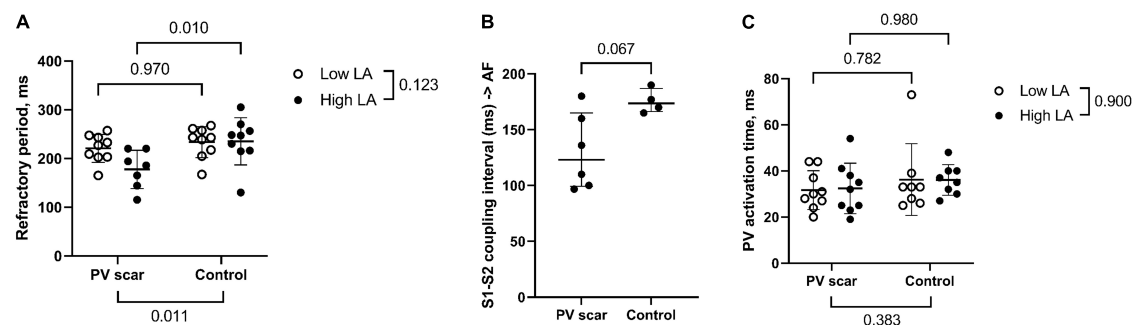 A
0.010
0.970
Refractory period, ms
400
300
200
100
0
PV scar
Control
0.011
Low LA
High LA
0.123
B
0.067
S1-S2 coupling interval (ms) -> AF
200
150
100
50
0
PV scar
Control
C
0.980
0.782
PV activation time, ms
80
60
40
20
0
PV scar
Control
0.383
Low LA
High LA
0.900